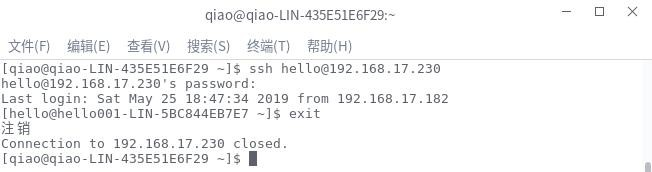 qiao@qiao-LIN-435E51E6F29:~
文件(F) 编辑(E) 查看(V) 搜索(S) 终端(T) 帮助(H)
[qiao@qiao-LIN-435E51E6F29 ~]$ ssh hello@192.168.17.230
hello@192.168.17.230's password:
Last login: Sat May 25 18:47:34 2019 from 192.168.17.182
[hello@hello001-LIN-5BC844EB7E7 ~]$ exit
注销
Connection to 192.168.17.230 closed.
[qiao@qiao-LIN-435E51E6F29 ~]$